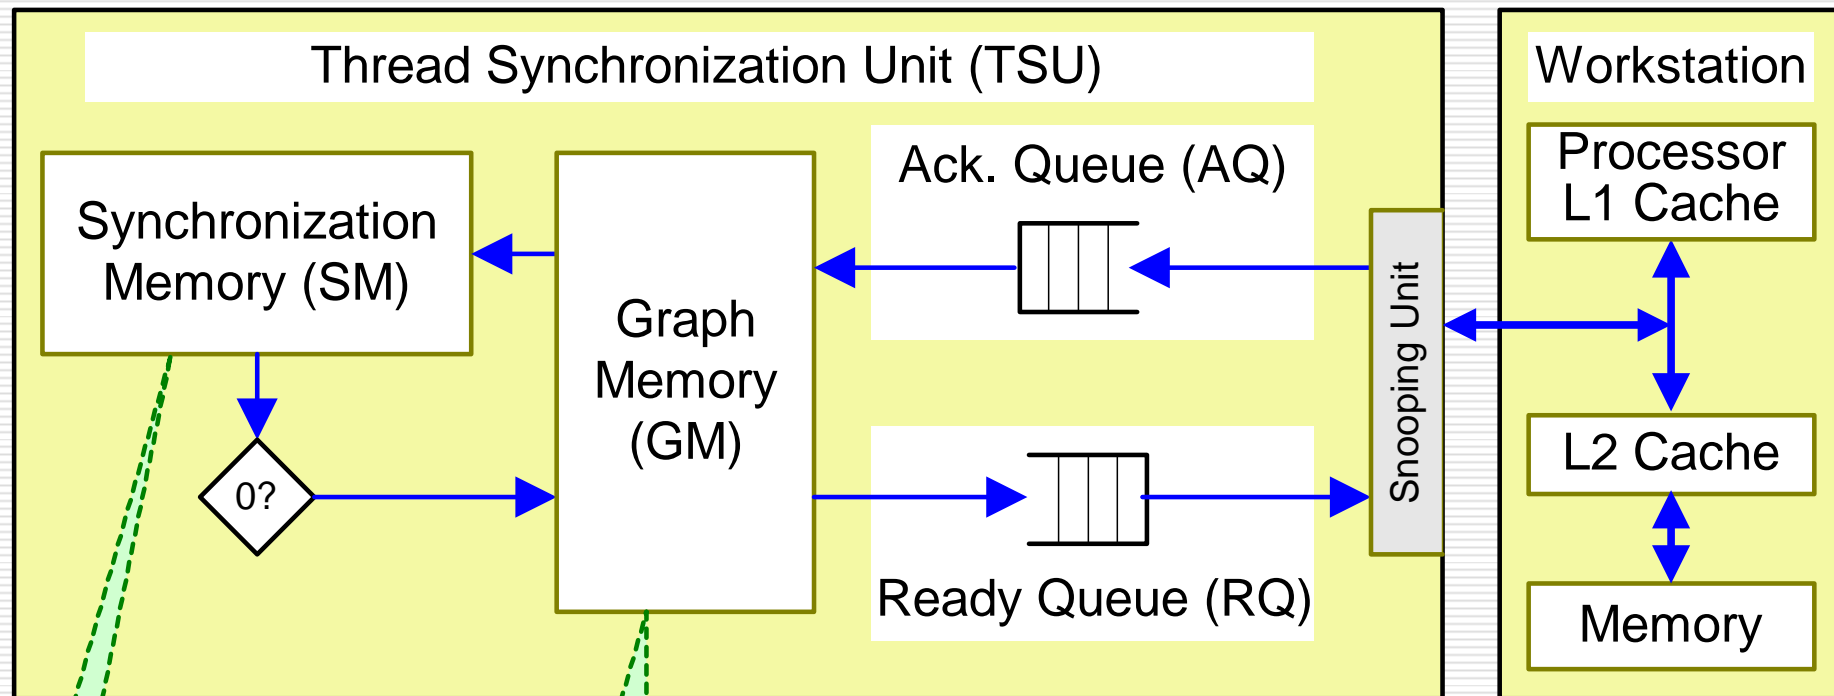 Thread Synchronization Unit (TSU)
Workstation
Synchronization
Memory (SM)
0?
Graph
Memory
(GM)
Ack. Queue (AQ)
Ready Queue (RQ)
Snooping Unit
Processor
L1 Cache
L2 Cache
Memory